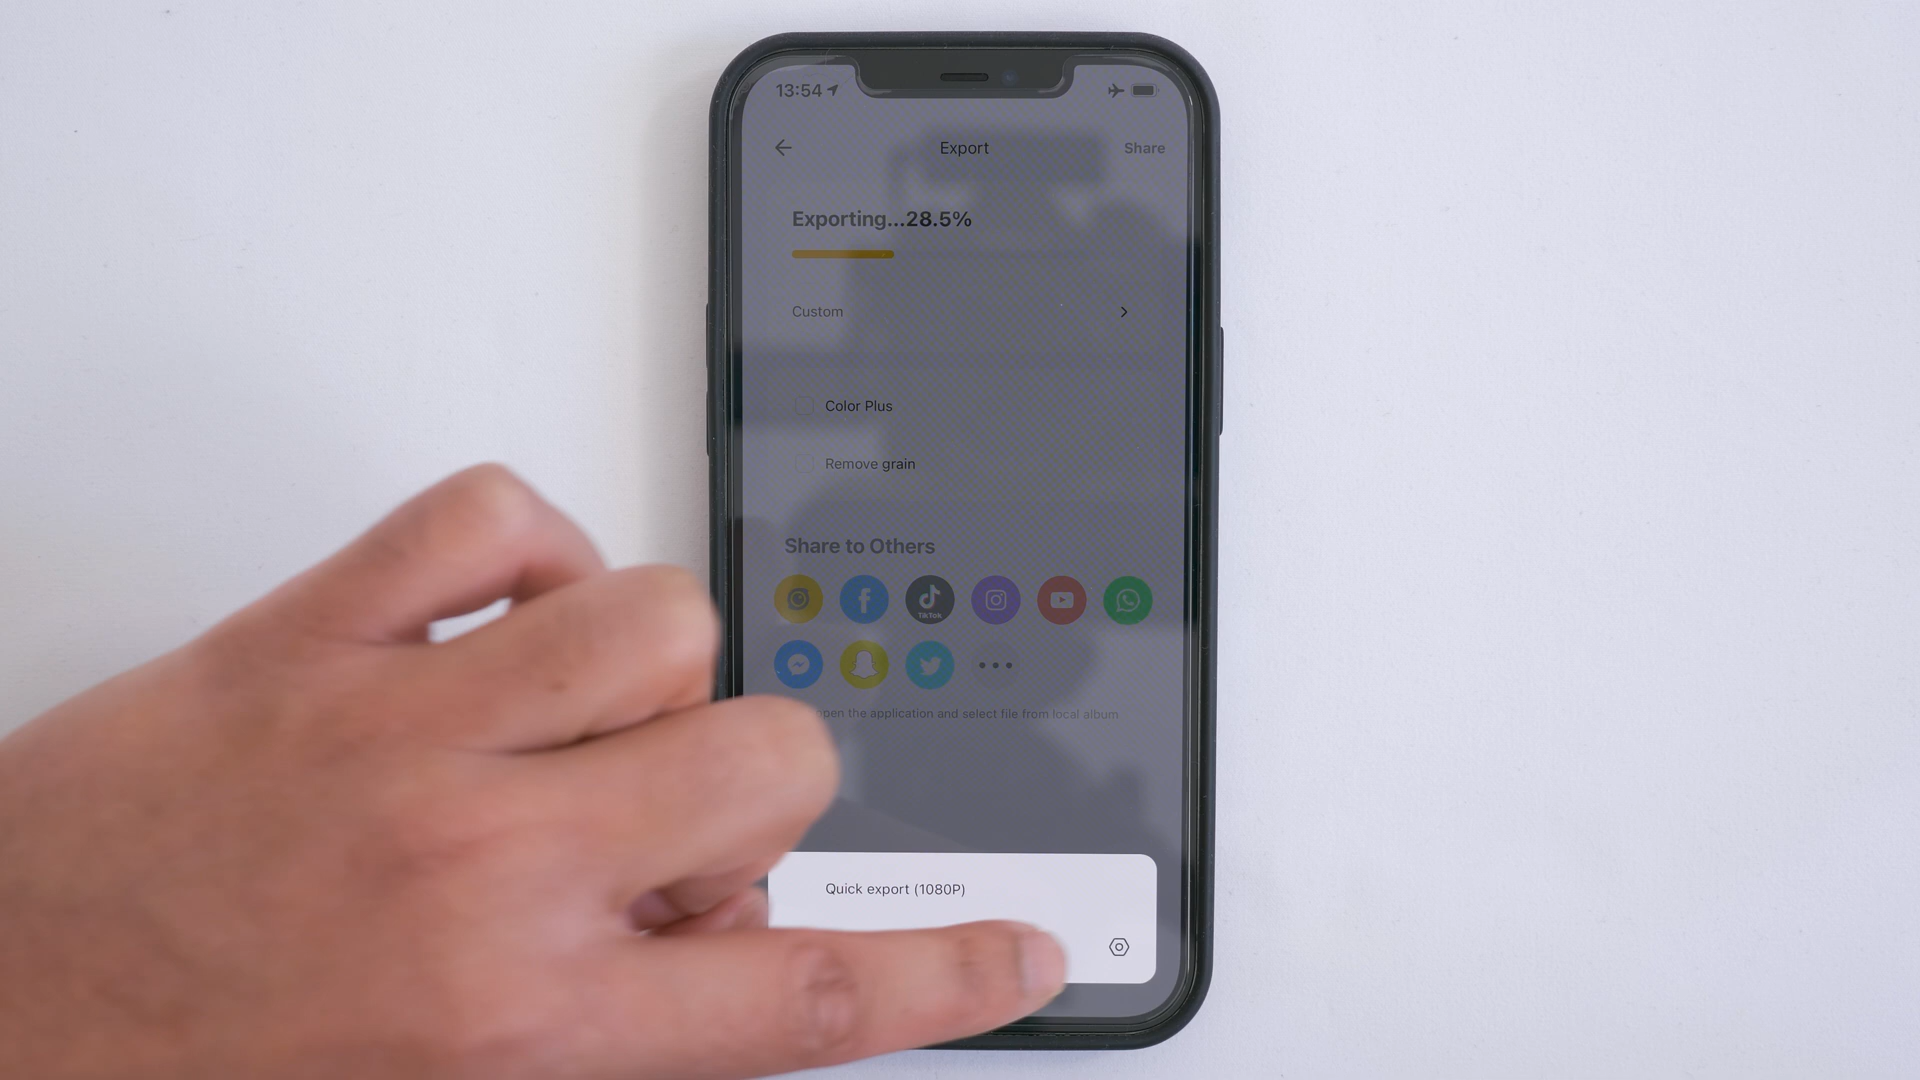 13:54
Export
Share
Exporting...28.5%
Custom
Color Plus
Remove grain
Share to Others
TikTok
open the application and select file from local album
Quick export (1080P)